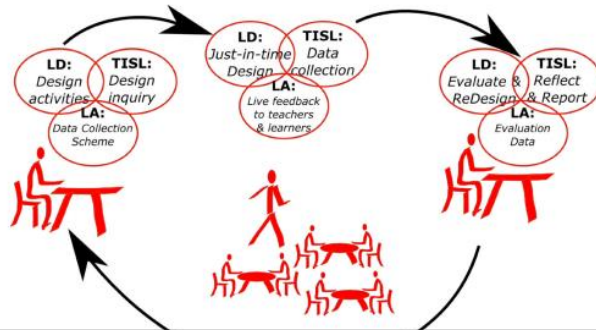 LD:
Design
activities
TISL:
Design
inquiry
LA:
Data Collection
Scheme
LD:
Just-in-time
Design
TISL:
Data
collection
LA:
Live feedback
to teachers
& learners
LD:
Evaluate &
ReDesign
TISL:
Reflect
& Report
LA:
Evaluation
Data